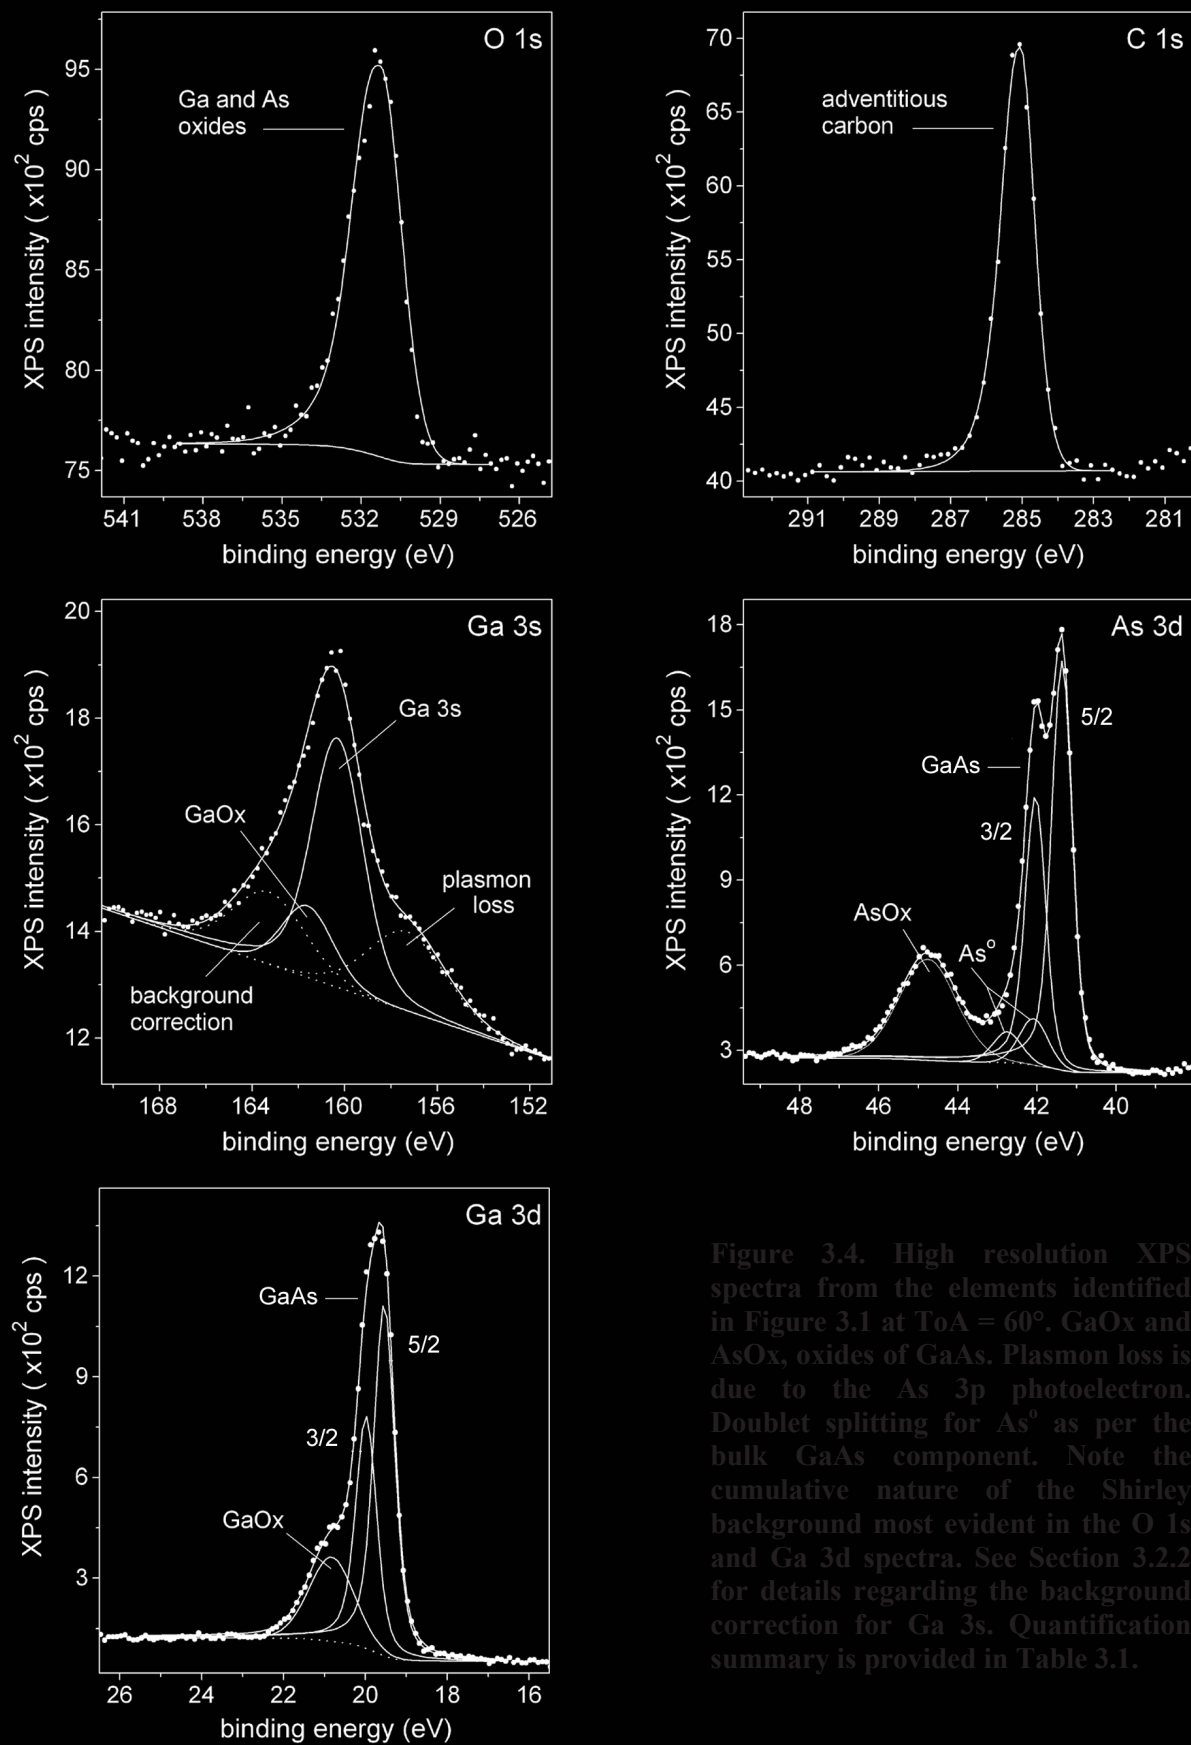 O 1s
Ga and As
oxides
95
90
85
80
75
XPS intensity ( x10² cps )
541 538 535 532 529 526
binding energy (eV)
C 1s
adventitious
carbon
70
65
60
55
50
45
40
XPS intensity ( x10² cps )
291 289 287 285 283 281
binding energy (eV)
Ga 3s
Ga 3s
GaOx
plasmon
loss
background
correction
20
18
16
14
12
XPS intensity ( x10² cps )
168 164 160 156 152
binding energy (eV)
As 3d
5/2
GaAs
3/2
AsOx
Asº
18
15
12
9
6
3
XPS intensity ( x10² cps )
48 46 44 42 40
binding energy (eV)
Ga 3d
GaAs
5/2
3/2
GaOx
12
9
6
3
XPS intensity ( x10² cps )
26 24 22 20 18 16
binding energy (eV)
Figure 3.4. High resolution XPS
spectra from the elements identified
in Figure 3.1 at ToA = 60°. GaOx and
AsOx, oxides of GaAs. Plasmon loss is
due to the As 3p photoelectron.
Doublet splitting for Asº as per the
bulk GaAs component. Note the
cumulative nature of the Shirley
background most evident in the O 1s
and Ga 3d spectra. See Section 3.2.2
for details regarding the background
correction for Ga 3s. Quantification
summary is provided in Table 3.1.